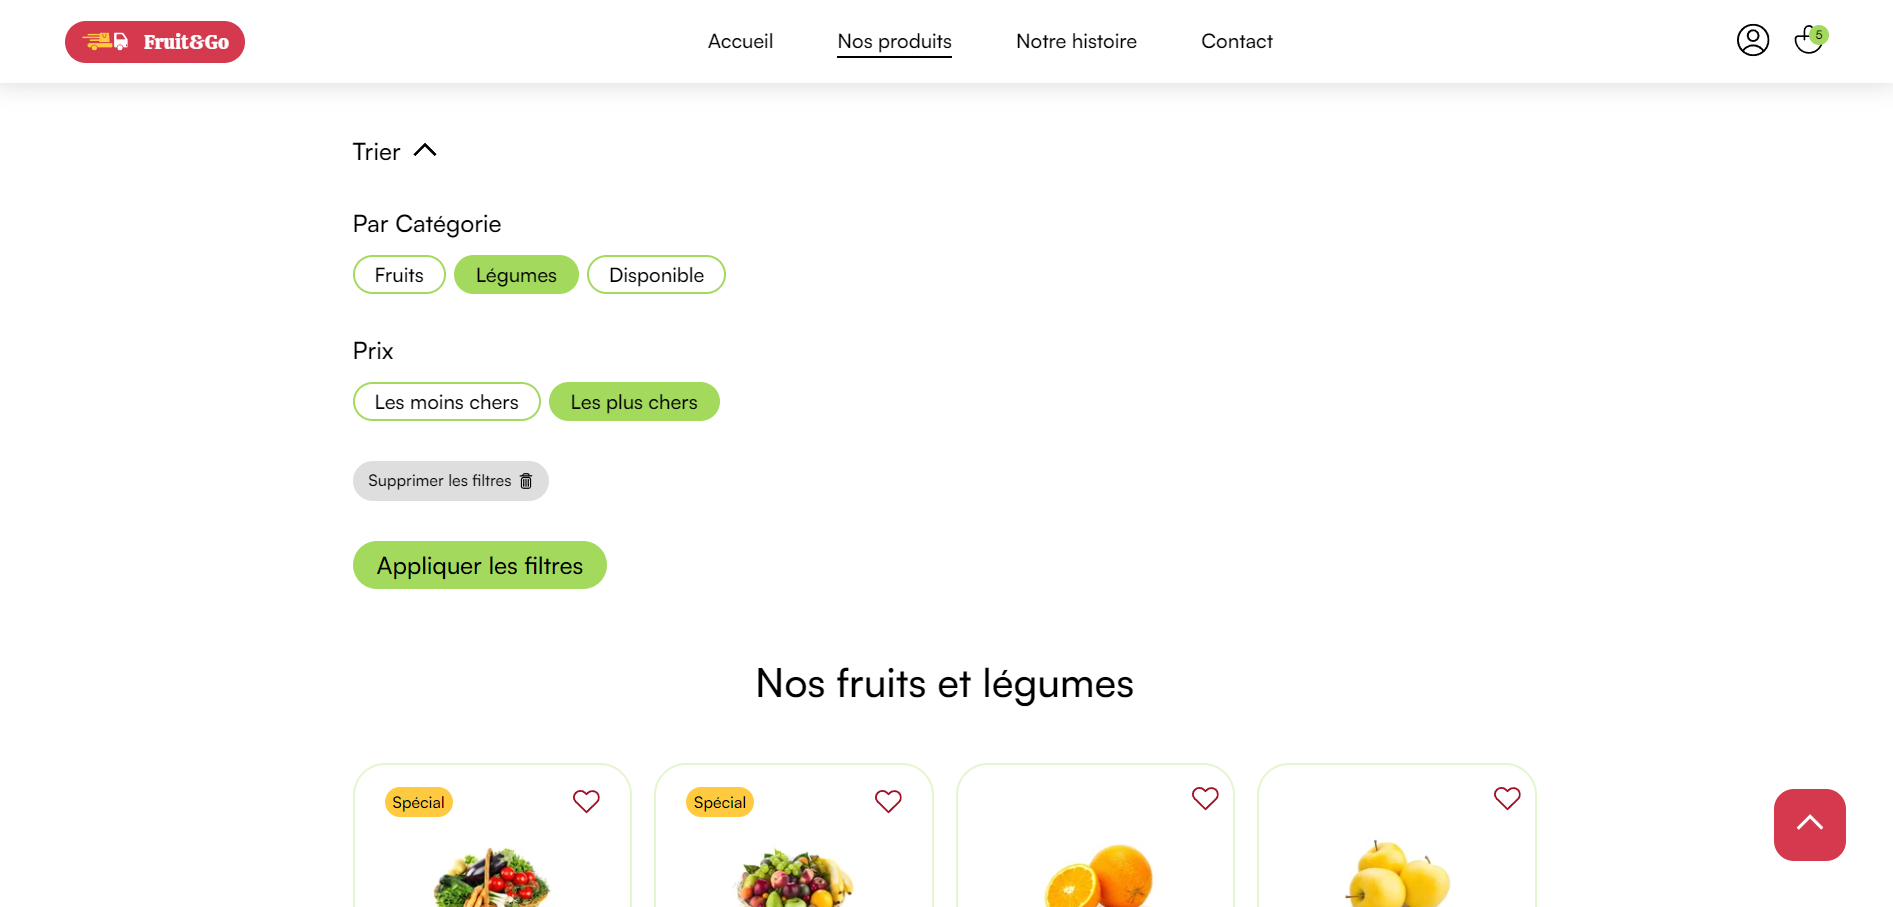 Fruit&Go
Accueil
Nos produits
Notre histoire
Contact
5
Trier
Par Catégorie
Fruits
Légumes
Disponible
Prix
Les moins chers
Les plus chers
Supprimer les filtres
Appliquer les filtres
Nos fruits et légumes
Spécial
Spécial